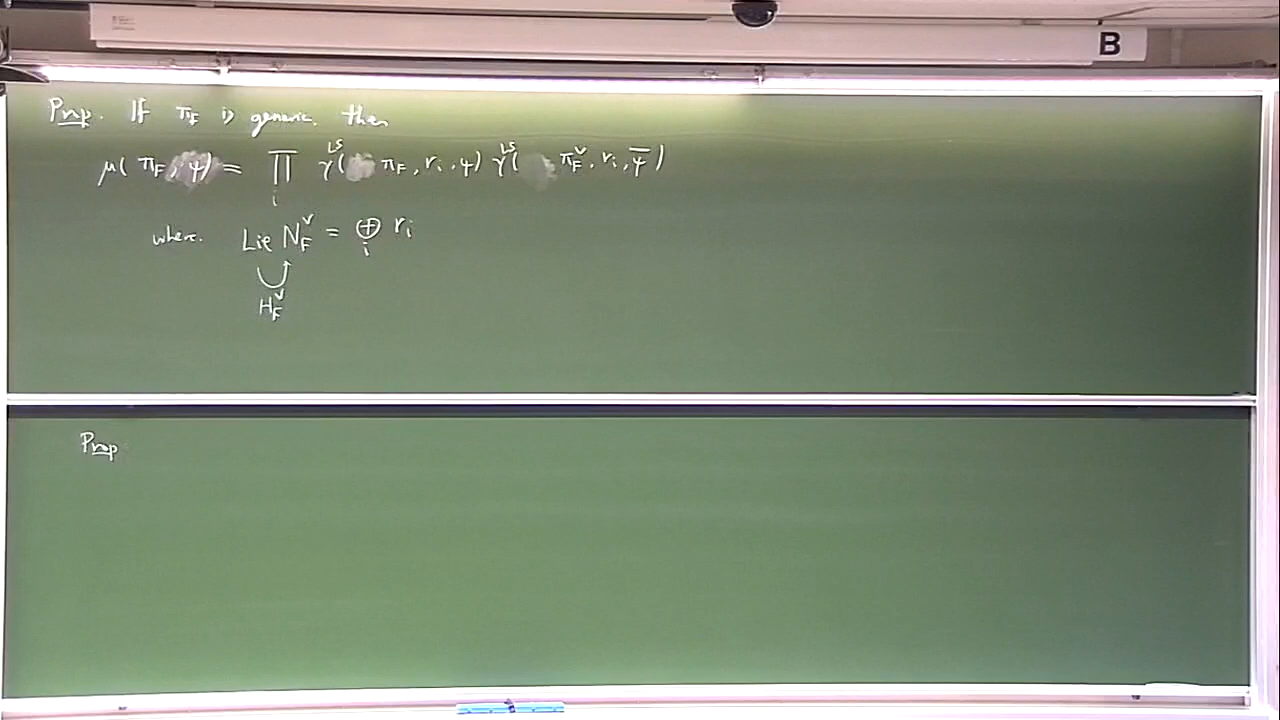 B
Prop. If π_F is generic. then
μ( π_F, ψ) = ∏_i γ^{LS}( π_F, r_i, ψ) γ^{LS}( π_F^∨, r_i, \overline{ψ} )
where. Lie N_F^∨ = ⊕_i r_i
H_F^∨
Prop